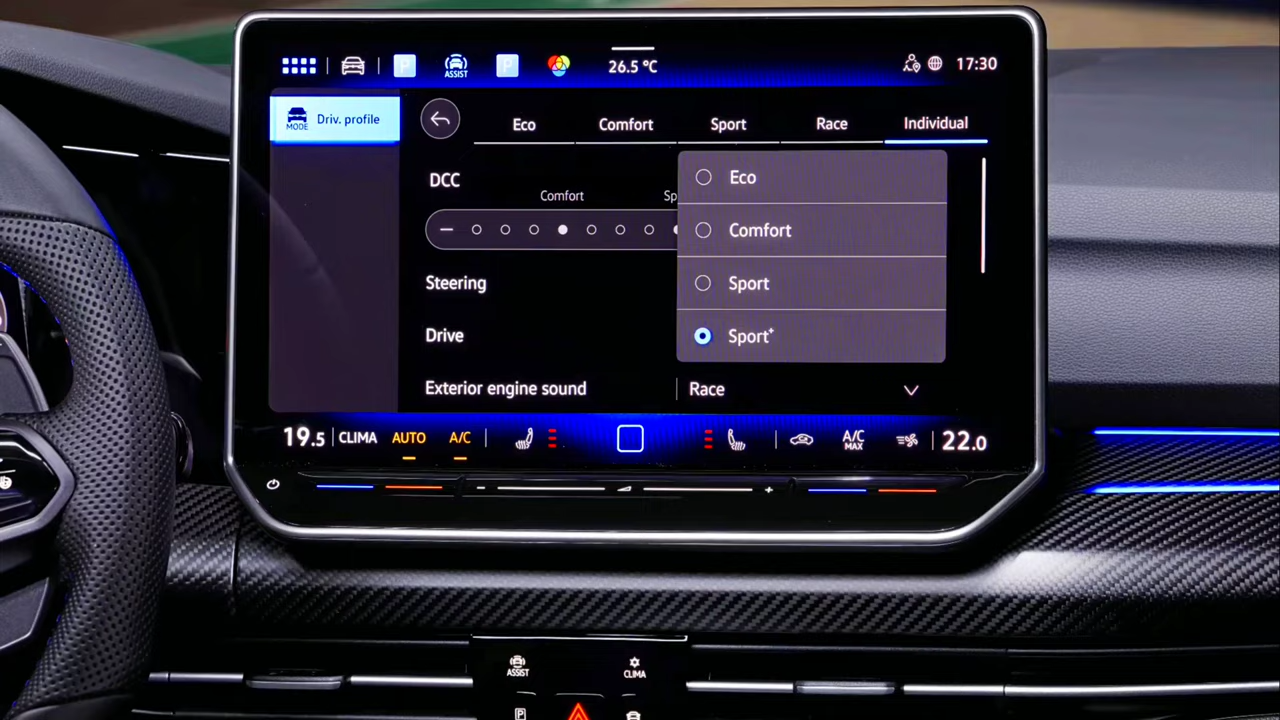 P ASSIST P 26.5 °C 17:30
MODE Driv. profile
Eco Comfort Sport Race Individual
DCC
Comfort
Eco
Comfort
Steering
Sport
Drive
Sport+
Exterior engine sound Race
19.5 CLIMA AUTO A/C A/C MAX 22.0
ASSIST CLIMA
P